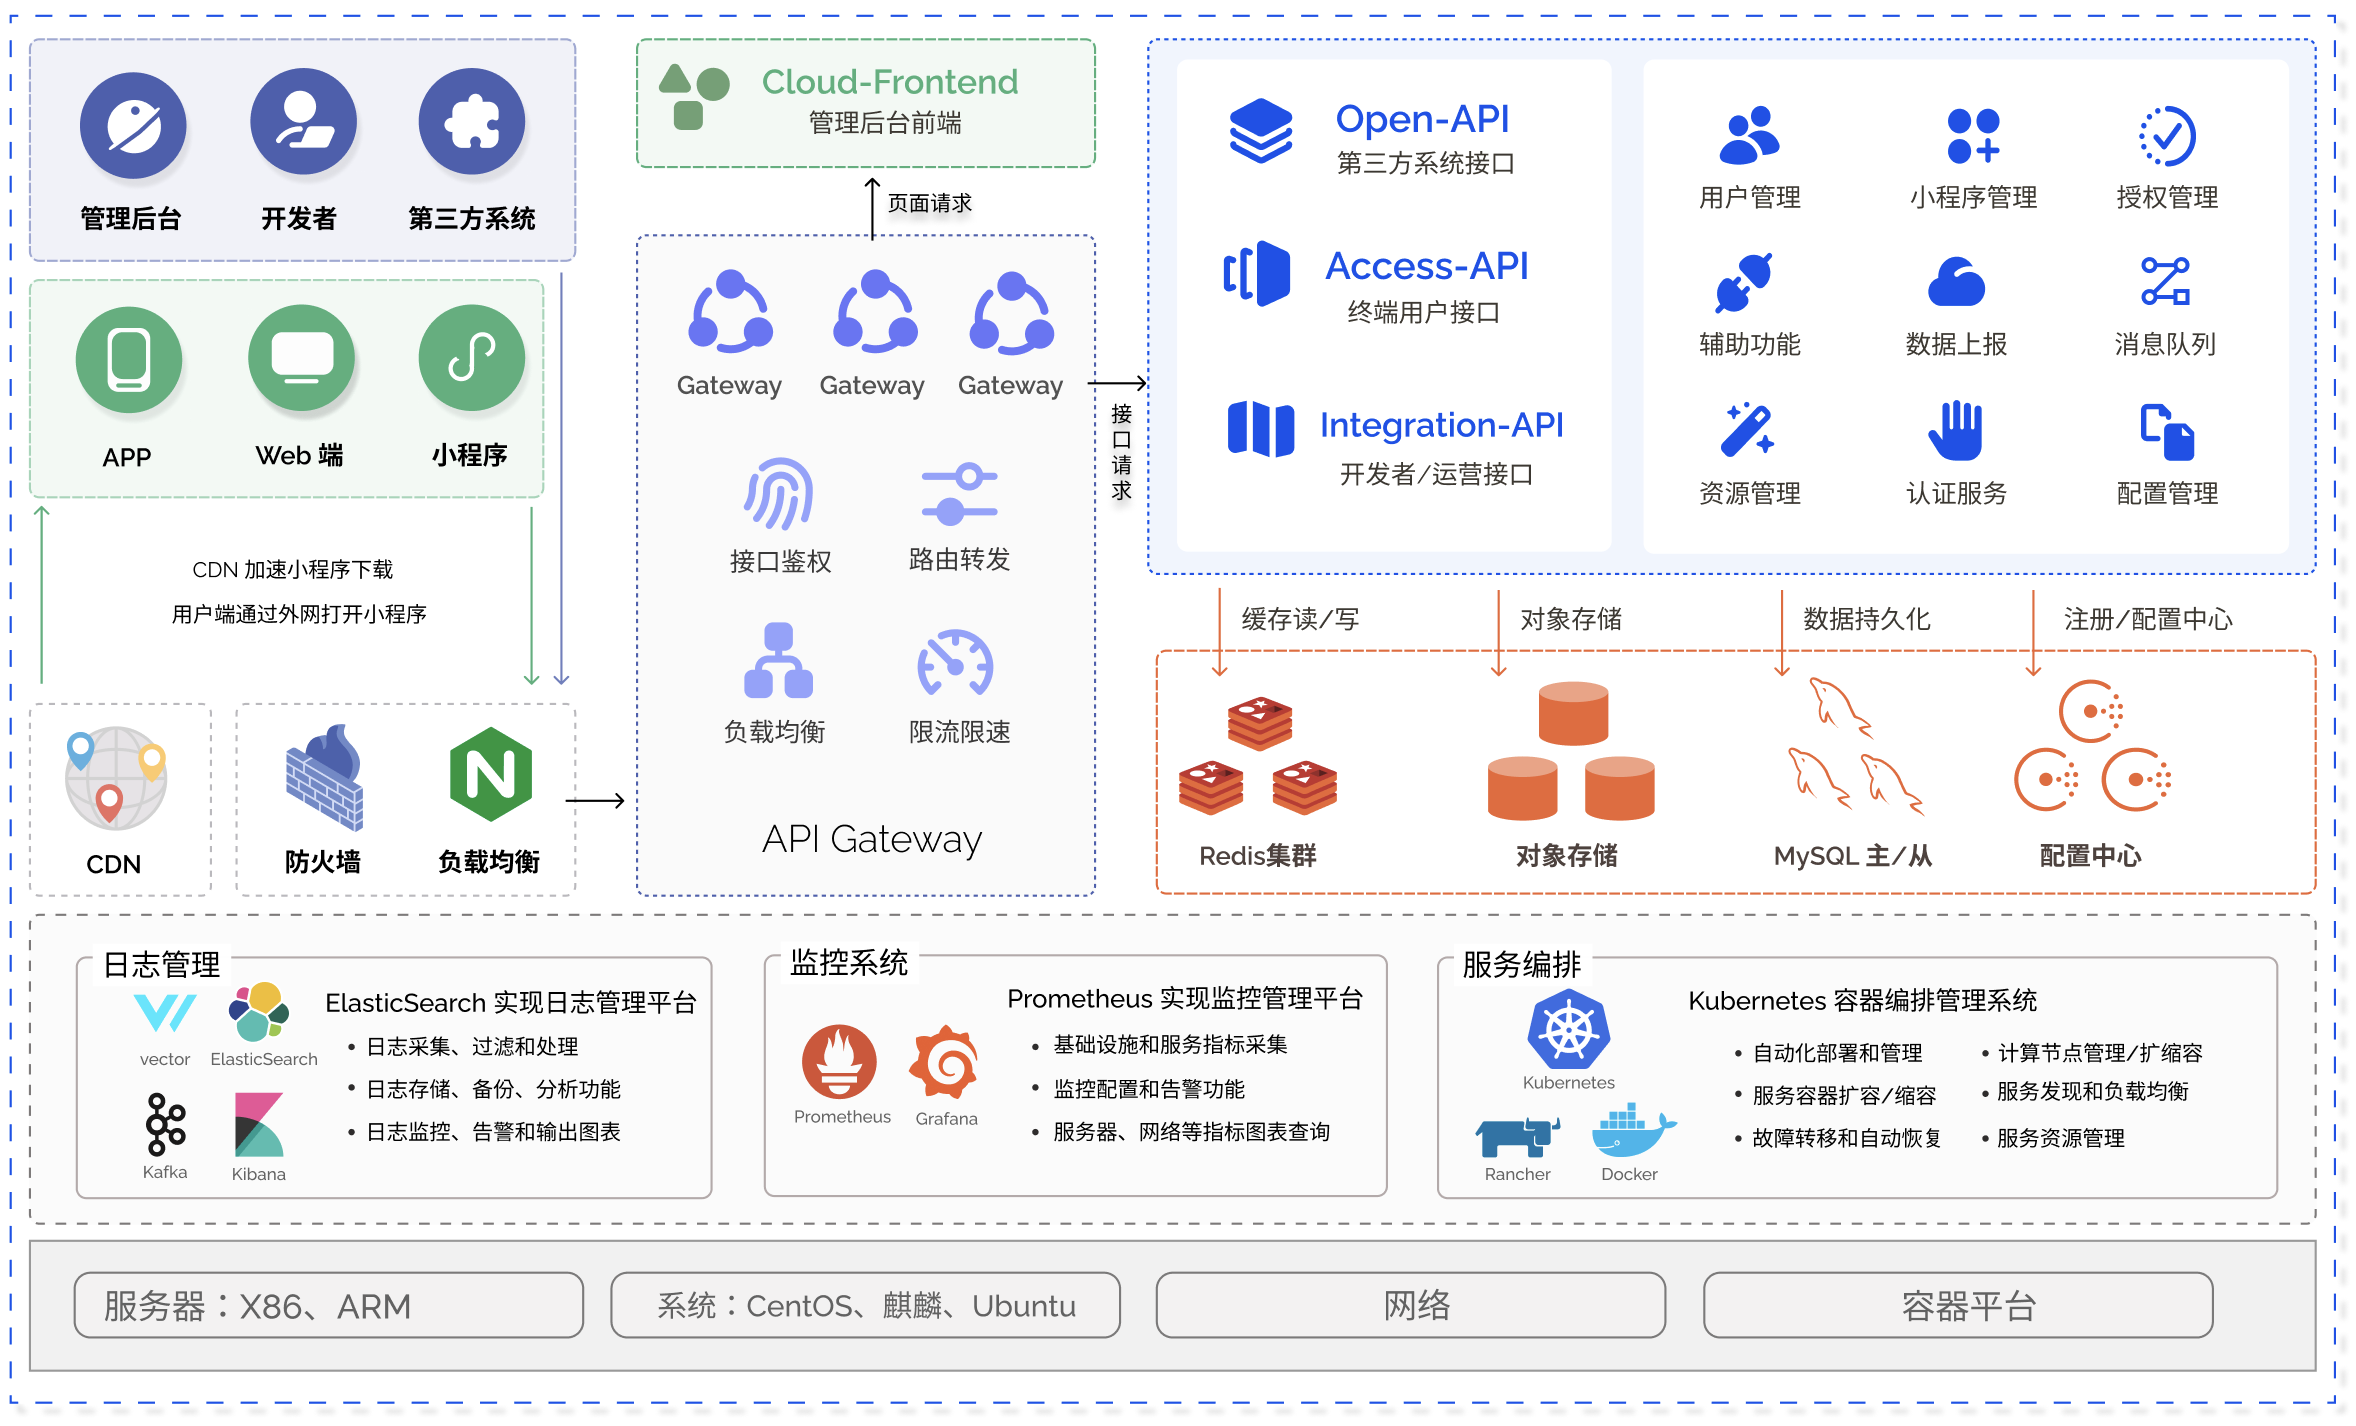 管理后台
开发者
第三方系统
APP
Web 端
小程序
CDN 加速小程序下载
用户端通过外网打开小程序
CDN
防火墙
负载均衡
Cloud-Frontend
管理后台前端
页面请求
Gateway
Gateway
Gateway
接口鉴权
路由转发
负载均衡
限流限速
API Gateway
接口请求
Open-API
第三方系统接口
Access-API
终端用户接口
Integration-API
开发者/运营接口
用户管理
小程序管理
授权管理
辅助功能
数据上报
消息队列
资源管理
认证服务
配置管理
缓存读/写
对象存储
数据持久化
注册/配置中心
Redis集群
对象存储
MySQL 主/从
配置中心
日志管理
vector
ElasticSearch
Kafka
Kibana
ElasticSearch 实现日志管理平台
• 日志采集、过滤和处理
• 日志存储、备份、分析功能
• 日志监控、告警和输出图表
监控系统
Prometheus
Grafana
Prometheus 实现监控管理平台
• 基础设施和服务指标采集
• 监控配置和告警功能
• 服务器、网络等指标图表查询
服务编排
Kubernetes
Rancher
Docker
Kubernetes 容器编排管理系统
• 自动化部署和管理
• 服务容器扩容/缩容
• 故障转移和自动恢复
• 计算节点管理/扩缩容
• 服务发现和负载均衡
• 服务资源管理
服务器：X86、ARM
系统：CentOS、麒麟、Ubuntu
网络
容器平台